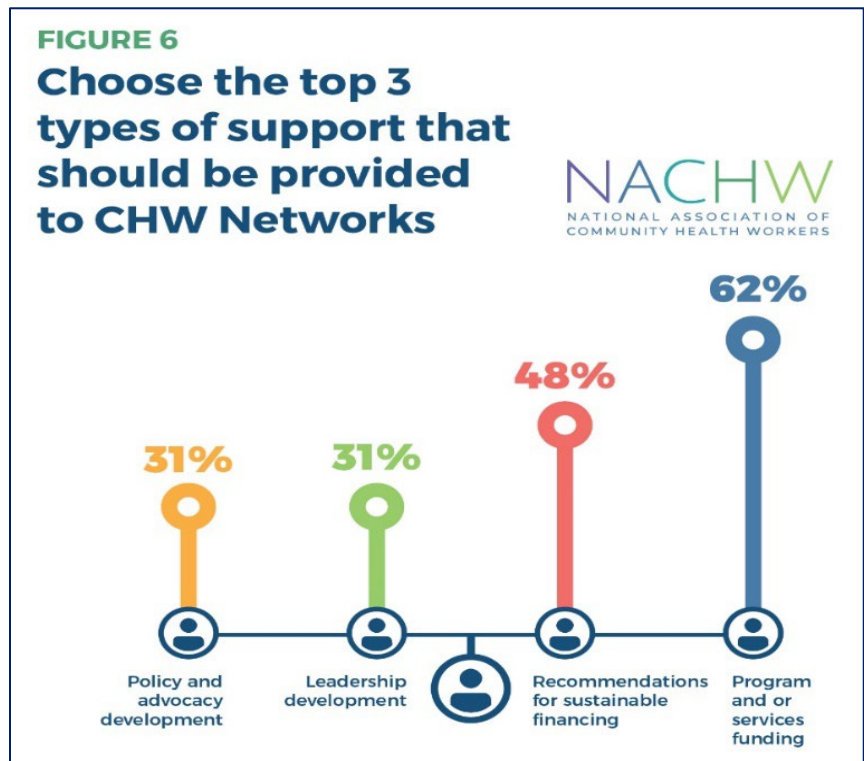 FIGURE 6
Choose the top 3
types of support that
should be provided
to CHW Networks
NACHW
NATIONAL ASSOCIATION OF
COMMUNITY HEALTH WORKERS
31%
31%
48%
62%
Policy and
advocacy
development
Leadership
development
Recommendations
for sustainable
financing
Program
and or
services
funding